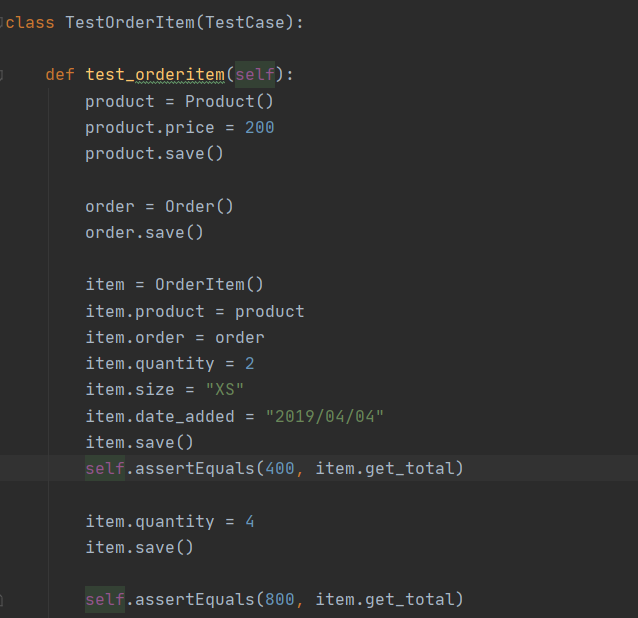 class TestOrderItem(TestCase):
def test_orderitem(self):
product = Product()
product.price = 200
product.save()
order = Order()
order.save()
item = OrderItem()
item.product = product
item.order = order
item.quantity = 2
item.size = "XS"
item.date_added = "2019/04/04"
item.save()
self.assertEquals(400, item.get_total)
item.quantity = 4
item.save()
self.assertEquals(800, item.get_total)